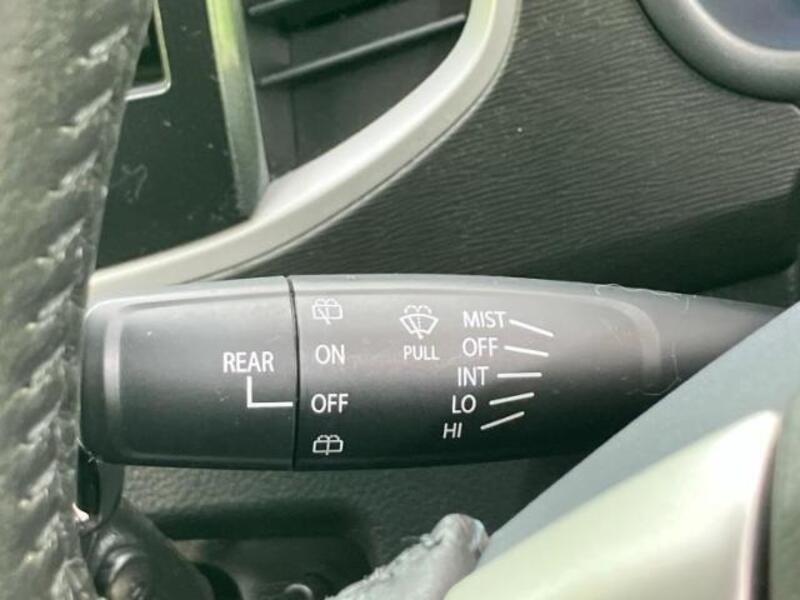 REAR
ON
OFF
PULL
MIST
OFF
INT
LO
HI